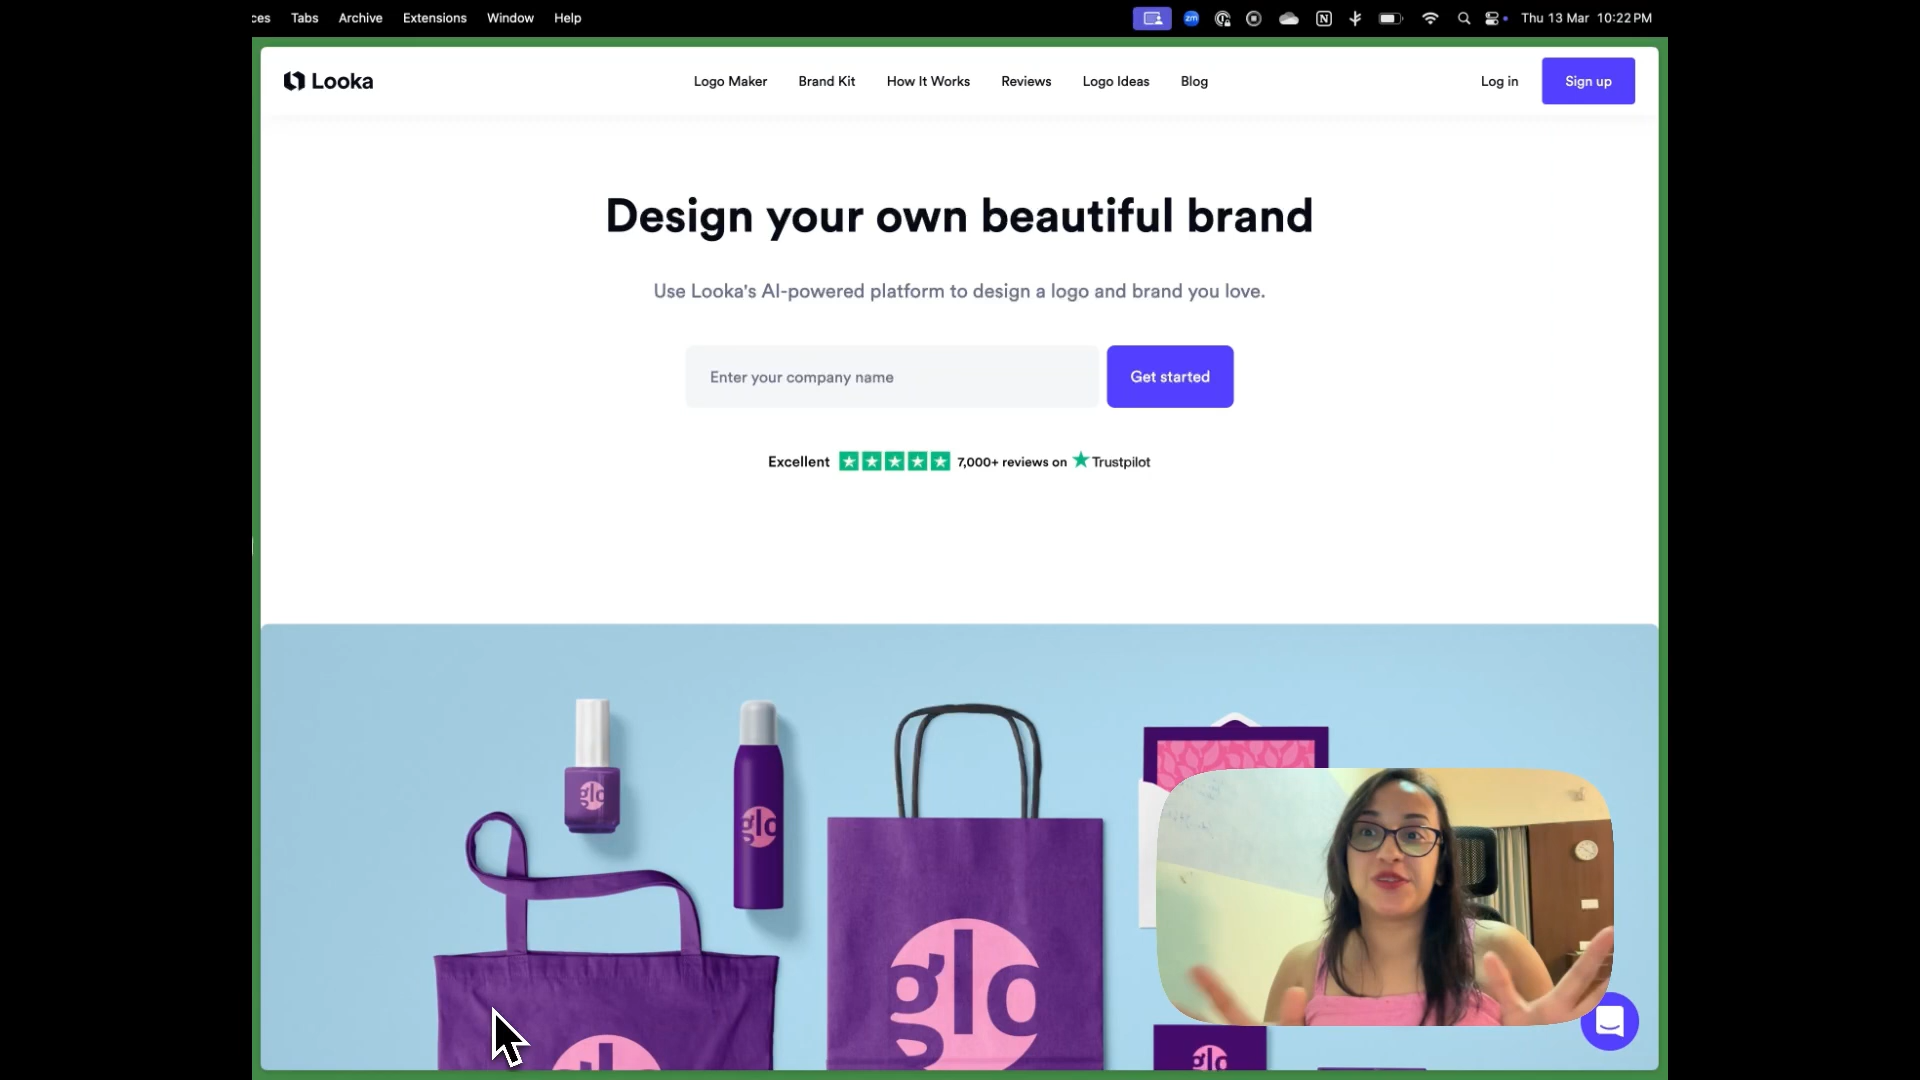 ces Tabs Archive Extensions Window Help
zm
N
Thu 13 Mar 10:22 PM
Looka
Logo Maker Brand Kit How It Works Reviews Logo Ideas Blog
Log in Sign up
Design your own beautiful brand
Use Looka's AI-powered platform to design a logo and brand you love.
Enter your company name
Get started
Excellent 7,000+ reviews on Trustpilot
glo
glo
glo
glo